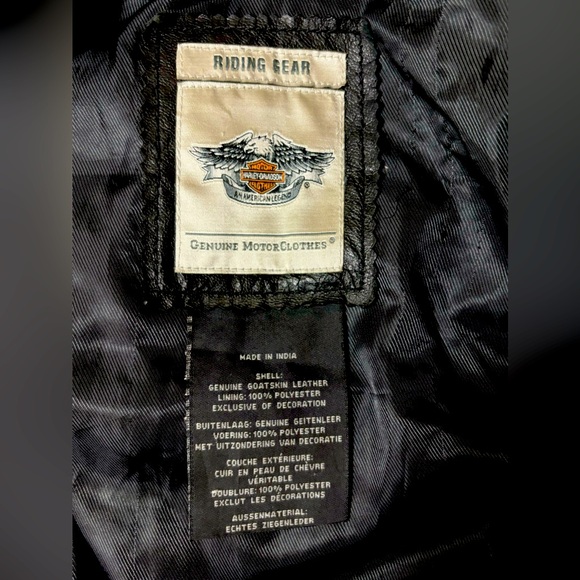 RIDING GEAR
MOTOR
HARLEY-DAVIDSON
AN AMERICAN LEGEND
®
GENUINE MOTORCLOTHES®
MADE IN INDIA
SHELL:
GENUINE GOATSKIN LEATHER
LINING: 100% POLYESTER
EXCLUSIVE OF DECORATION
BUITENLAAG: GENUINE GEITENLEER
VOERING: 100% POLYESTER
MET UITZONDERING VAN DECORATIE
COUCHE EXTÉRIEURE:
CUIR EN PEAU DE CHÈVRE
VÉRITABLE
DOUBLURE: 100% POLYESTER
EXCLUT LES DÉCORATIONS
AUSSENMATERIAL:
ECHTES ZIEGENLEDER